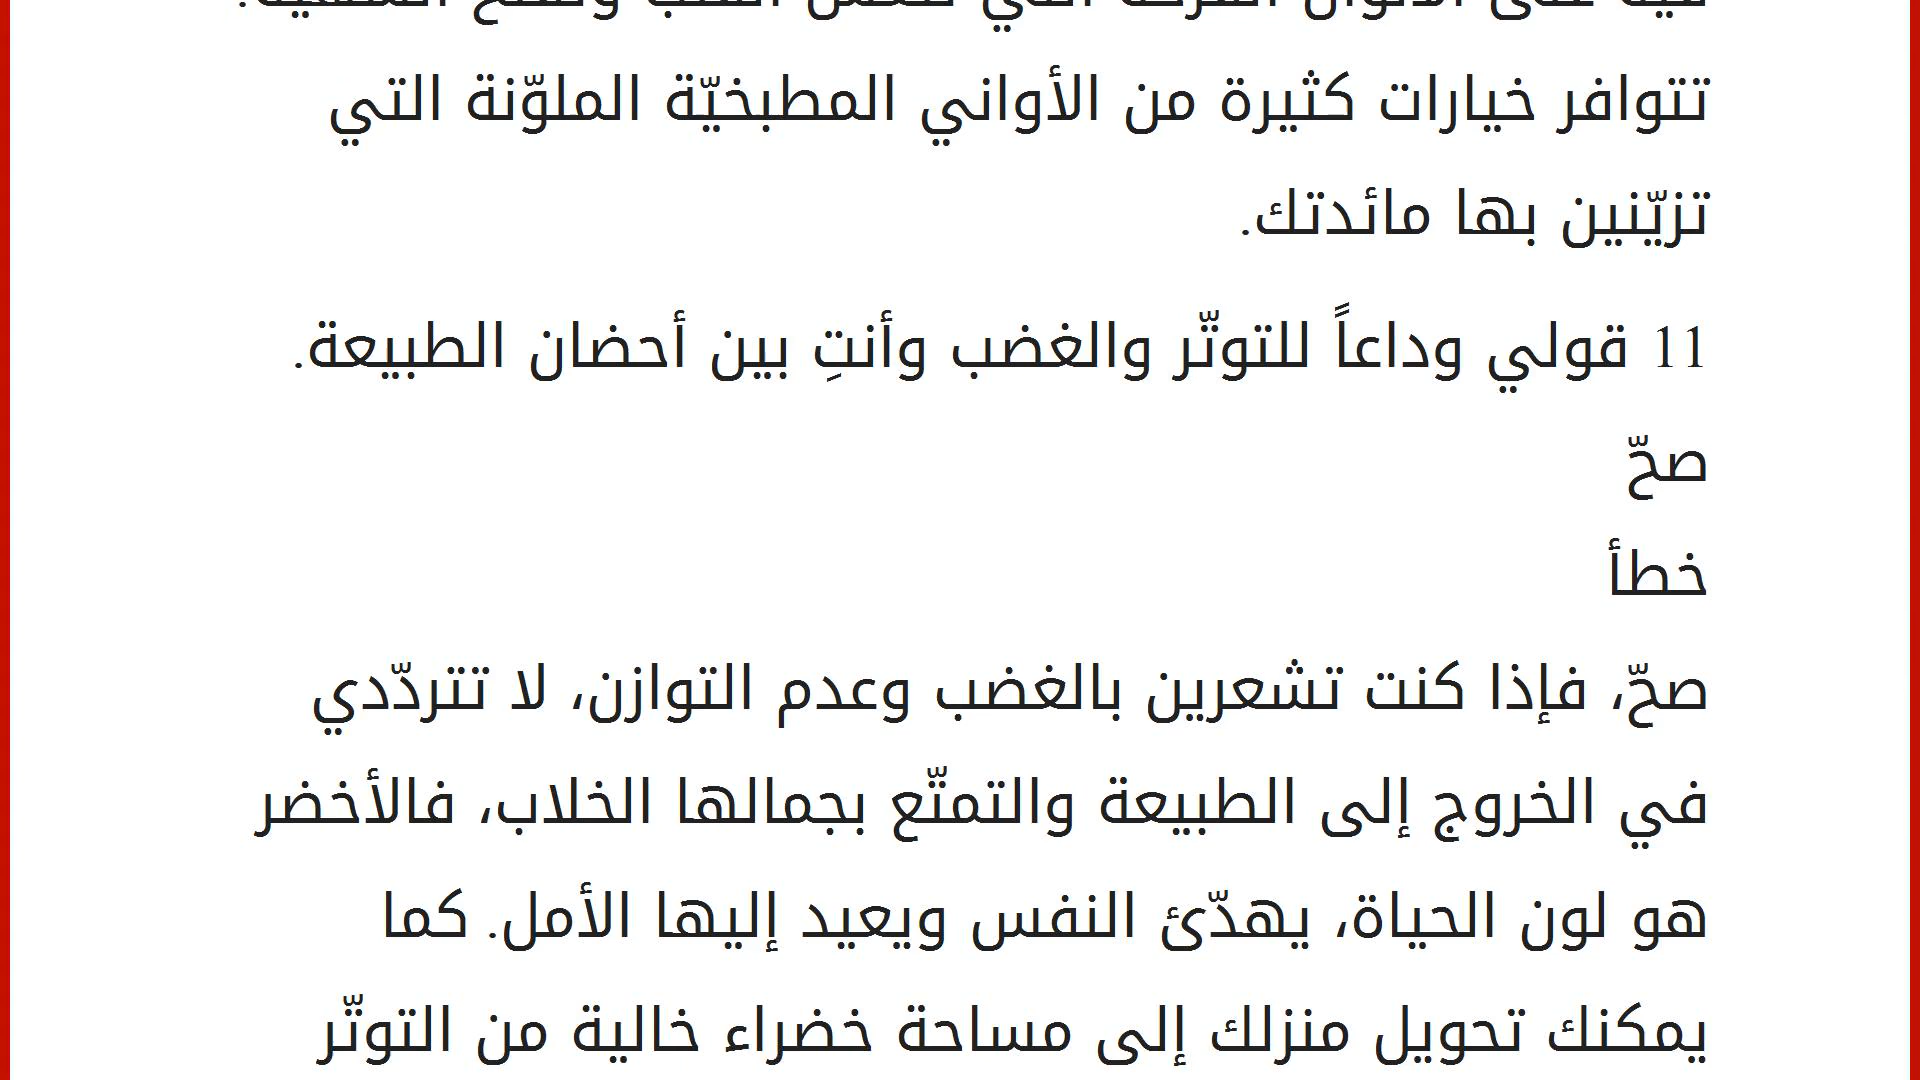 تتوافر خيارات كثيرة من الأواني المطبخيّة الملوّنة التي
تزيّنين بها مائدتك.
11 قولي وداعاً للتوتّر والغضب وأنتِ بين أحضان الطبيعة.
صحّ
خطأ
صحّ، فإذا كنت تشعرين بالغضب وعدم التوازن، لا تتردّدي
في الخروج إلى الطبيعة والتمتّع بجمالها الخلاب، فالأخضر
هو لون الحياة، يهدّئ النفس ويعيد إليها الأمل. كما
يمكنك تحويل منزلك إلى مساحة خضراء خالية من التوتّر